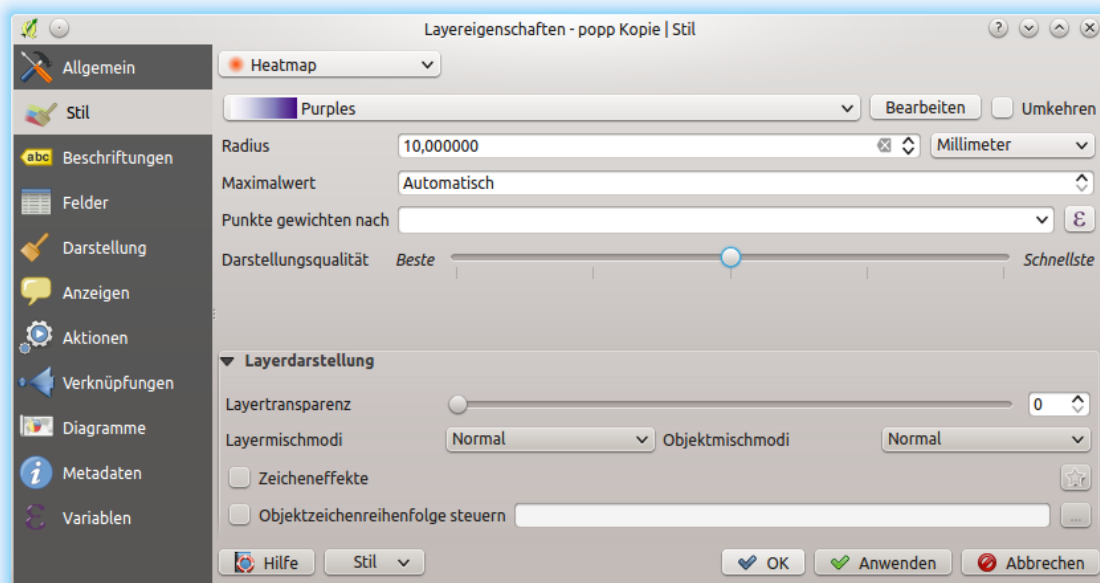 Layereigenschaften - popp Kopie | Stil
Allgemein
Stil
abc Beschriftungen
Felder
Darstellung
Anzeigen
Aktionen
Verknüpfungen
Diagramme
Metadaten
Variablen
Heatmap
Purples Bearbeiten Umkehren
Radius 10,000000 Millimeter
Maximalwert Automatisch
Punkte gewichten nach ε
Darstellungsqualität Beste Schnellste
Layerdarstellung
Layertransparenz 0
Layermischmodi Normal Objektmischmodi Normal
Zeicheneffekte
Objektzeichenreihenfolge steuern ...
Hilfe Stil OK Anwenden Abbrechen